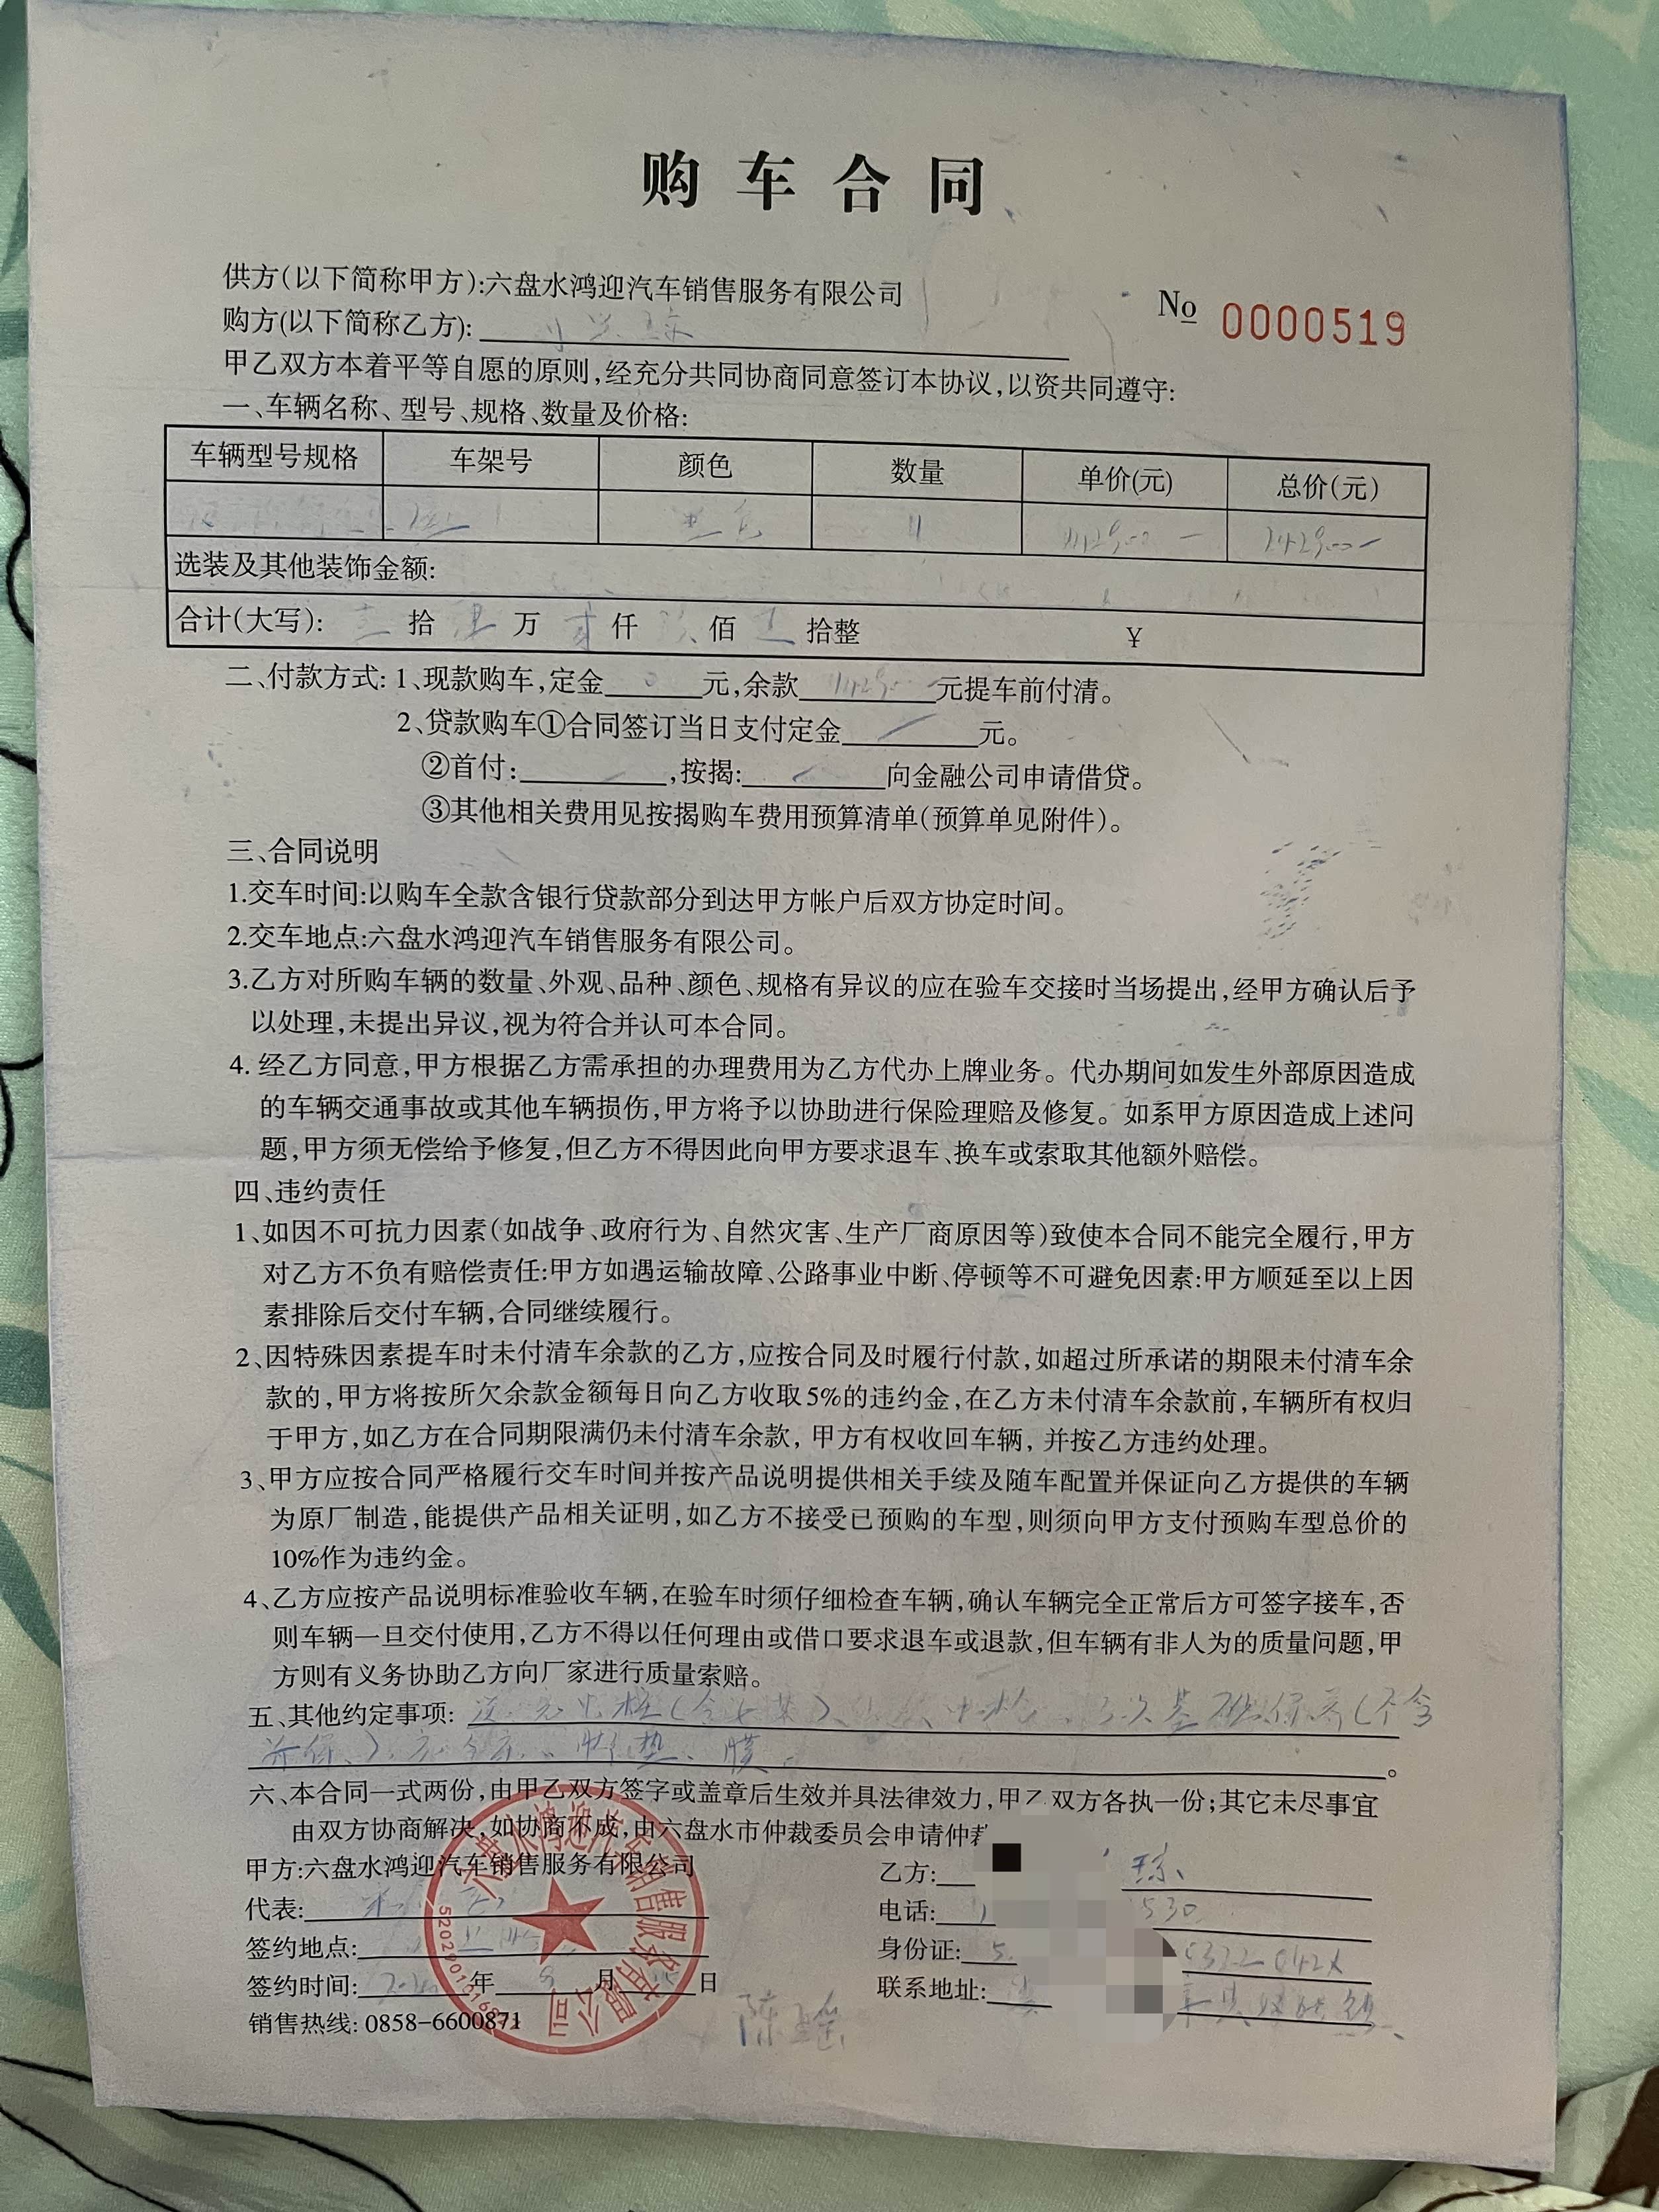 购车合同
供方(以下简称甲方):六盘水鸿迎汽车销售服务有限公司
No 0000519
购方(以下简称乙方):
甲乙双方本着平等自愿的原则,经充分共同协商同意签订本协议,以资共同遵守:
一、车辆名称、型号、规格、数量及价格:
车辆型号规格 车架号 颜色 数量 单价(元) 总价(元)
选装及其他装饰金额:
合计(大写): 拾 万 仟 佰 拾整 ¥
二、付款方式:1、现款购车,定金 元,余款 元提车前付清。
2、贷款购车①合同签订当日支付定金 元。
②首付: ,按揭: 向金融公司申请借贷。
③其他相关费用见按揭购车费用预算清单(预算单见附件)。
三、合同说明
1.交车时间:以购车全款含银行贷款部分到达甲方帐户后双方协定时间。
2.交车地点:六盘水鸿迎汽车销售服务有限公司。
3.乙方对所购车辆的数量、外观、品种、颜色、规格有异议的应在验车交接时当场提出,经甲方确认后予
以处理,未提出异议,视为符合并认可本合同。
4. 经乙方同意,甲方根据乙方需承担的办理费用为乙方代办上牌业务。代办期间如发生外部原因造成
的车辆交通事故或其他车辆损伤,甲方将予以协助进行保险理赔及修复。如系甲方原因造成上述问
题,甲方须无偿给予修复,但乙方不得因此向甲方要求退车、换车或索取其他额外赔偿。
四、违约责任
1、如因不可抗力因素(如战争、政府行为、自然灾害、生产厂商原因等)致使本合同不能完全履行,甲方
对乙方不负有赔偿责任:甲方如遇运输故障、公路事业中断、停顿等不可避免因素:甲方顺延至以上因
素排除后交付车辆,合同继续履行。
2、因特殊因素提车时未付清车余款的乙方,应按合同及时履行付款,如超过所承诺的期限未付清车余
款的,甲方将按所欠余款金额每日向乙方收取5%的违约金,在乙方未付清车余款前,车辆所有权归
于甲方,如乙方在合同期限满仍未付清车余款,甲方有权收回车辆,并按乙方违约处理。
3、甲方应按合同严格履行交车时间并按产品说明提供相关手续及随车配置并保证向乙方提供的车辆
为原厂制造,能提供产品相关证明,如乙方不接受已预购的车型,则须向甲方支付预购车型总价的
10%作为违约金。
4、乙方应按产品说明标准验收车辆,在验车时须仔细检查车辆,确认车辆完全正常后方可签字接车,否
则车辆一旦交付使用,乙方不得以任何理由或借口要求退车或退款,但车辆有非人为的质量问题,甲
方则有义务协助乙方向厂家进行质量索赔。
五、其他约定事项: 次基础保养(不含
垫、膜。
六、本合同一式两份,由甲乙双方签字或盖章后生效并具法律效力,甲乙双方各执一份;其它未尽事宜
由双方协商解决,如协商不成,由六盘水市仲裁委员会申请仲裁
甲方:六盘水鸿迎汽车销售服务有限公司
乙方: 琼
代表:
电话: 530
签约地点:
身份证: 5
签约时间: 年 月 日
联系地址:
销售热线: 0858-6600871
六盘水鸿迎汽车销售服务有限公司
陈